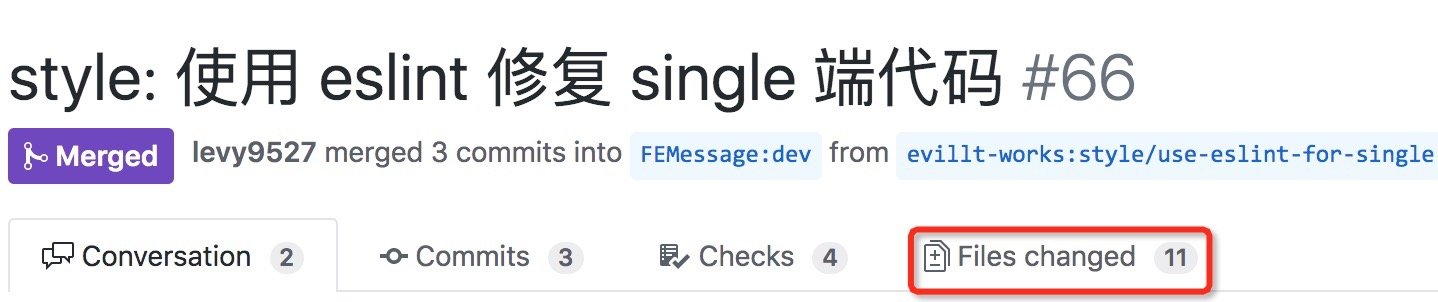 style: 使用 eslint 修复 single 端代码 #66
Merged levy9527 merged 3 commits into FEMessage:dev from evillt-works:style/use-eslint-for-single
Conversation 2 Commits 3 Checks 4 Files changed 11